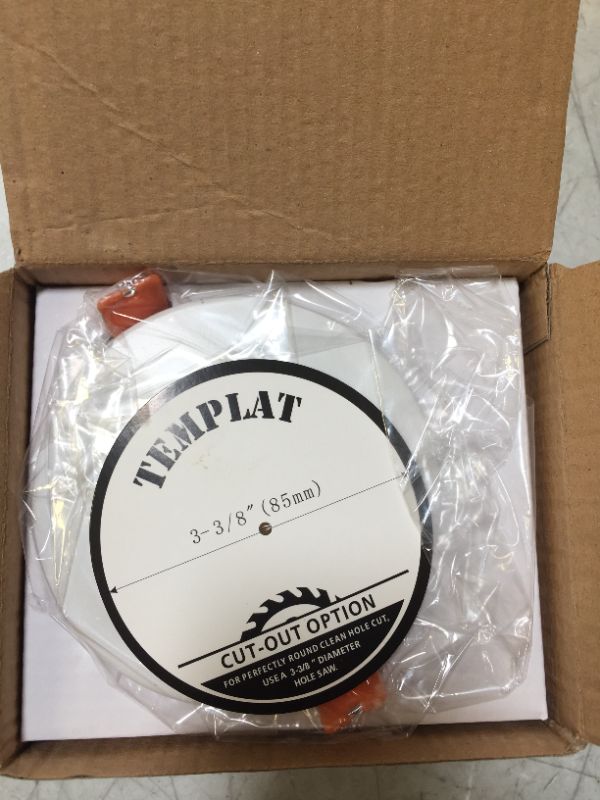 TEMPLAT
3-3/8" (85mm)
CUT-OUT OPTION
FOR PERFECTLY ROUND CLEAN HOLE CUT,
USE A 3-3/8 " DIAMETER
HOLE SAW.